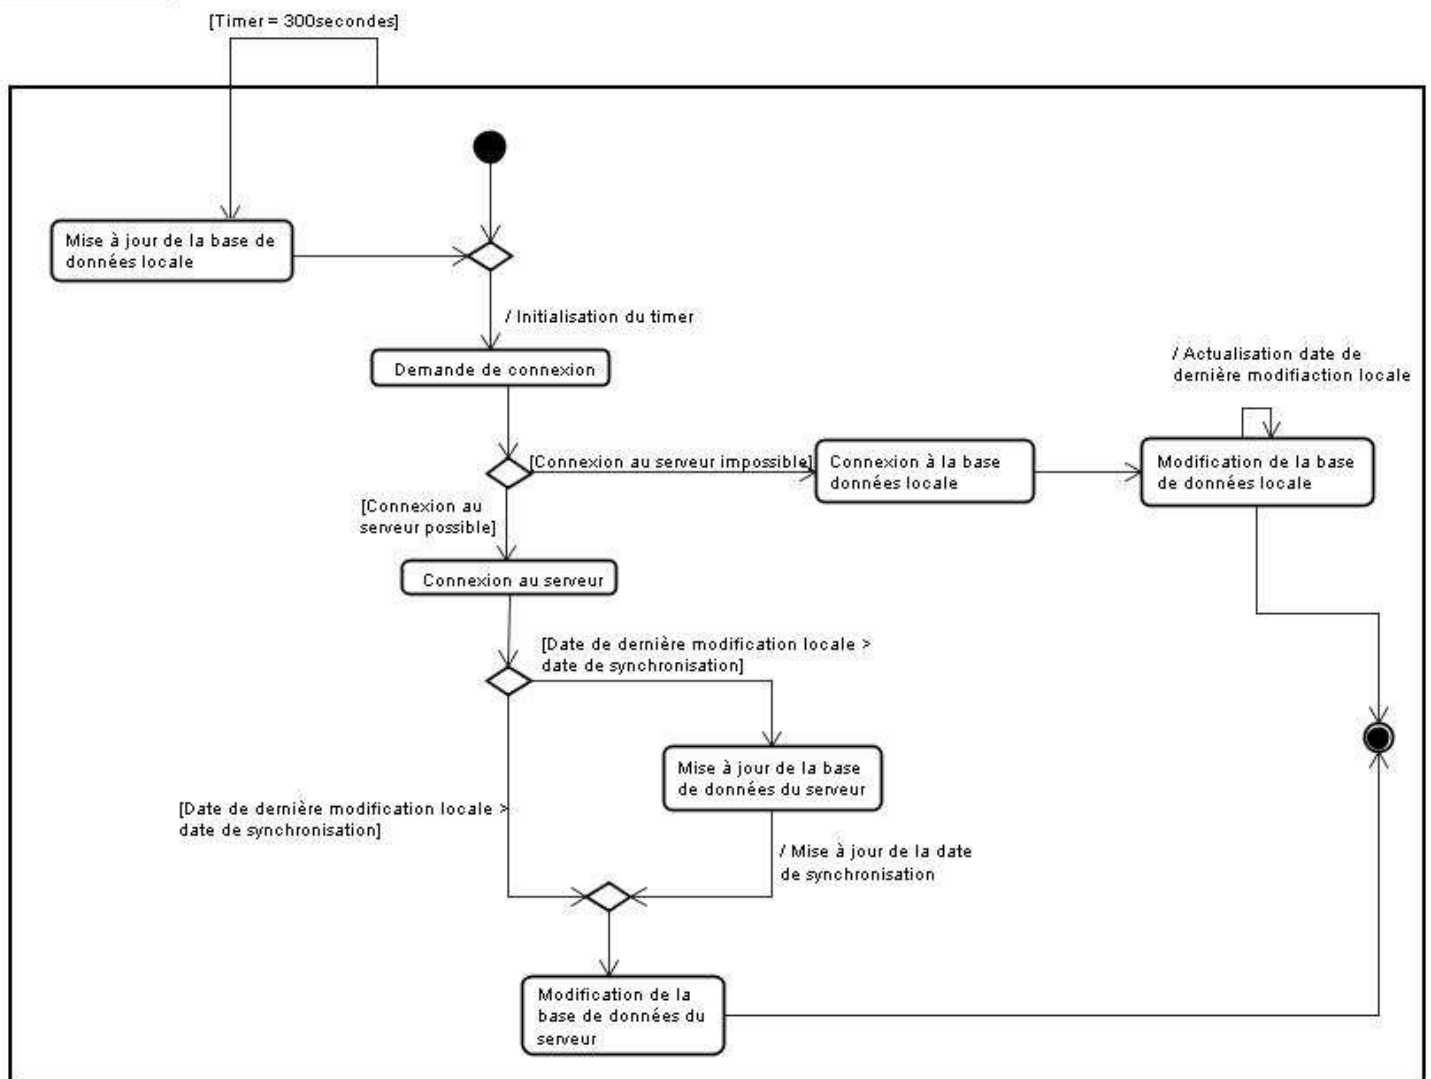 [Timer = 300secondes]
Mise à jour de la base de
données locale
/ Initialisation du timer
Demande de connexion
/ Actualisation date de
dernière modifiaction locale
[Connexion au serveur impossible]
Connexion à la base
données locale
Modification de la base
de données locale
[Connexion au
serveur possible]
Connexion au serveur
[Date de dernière modification locale >
date de synchronisation]
Mise à jour de la base
de données du serveur
[Date de dernière modification locale >
date de synchronisation]
/ Mise à jour de la date
de synchronisation
Modification de la
base de données du
serveur